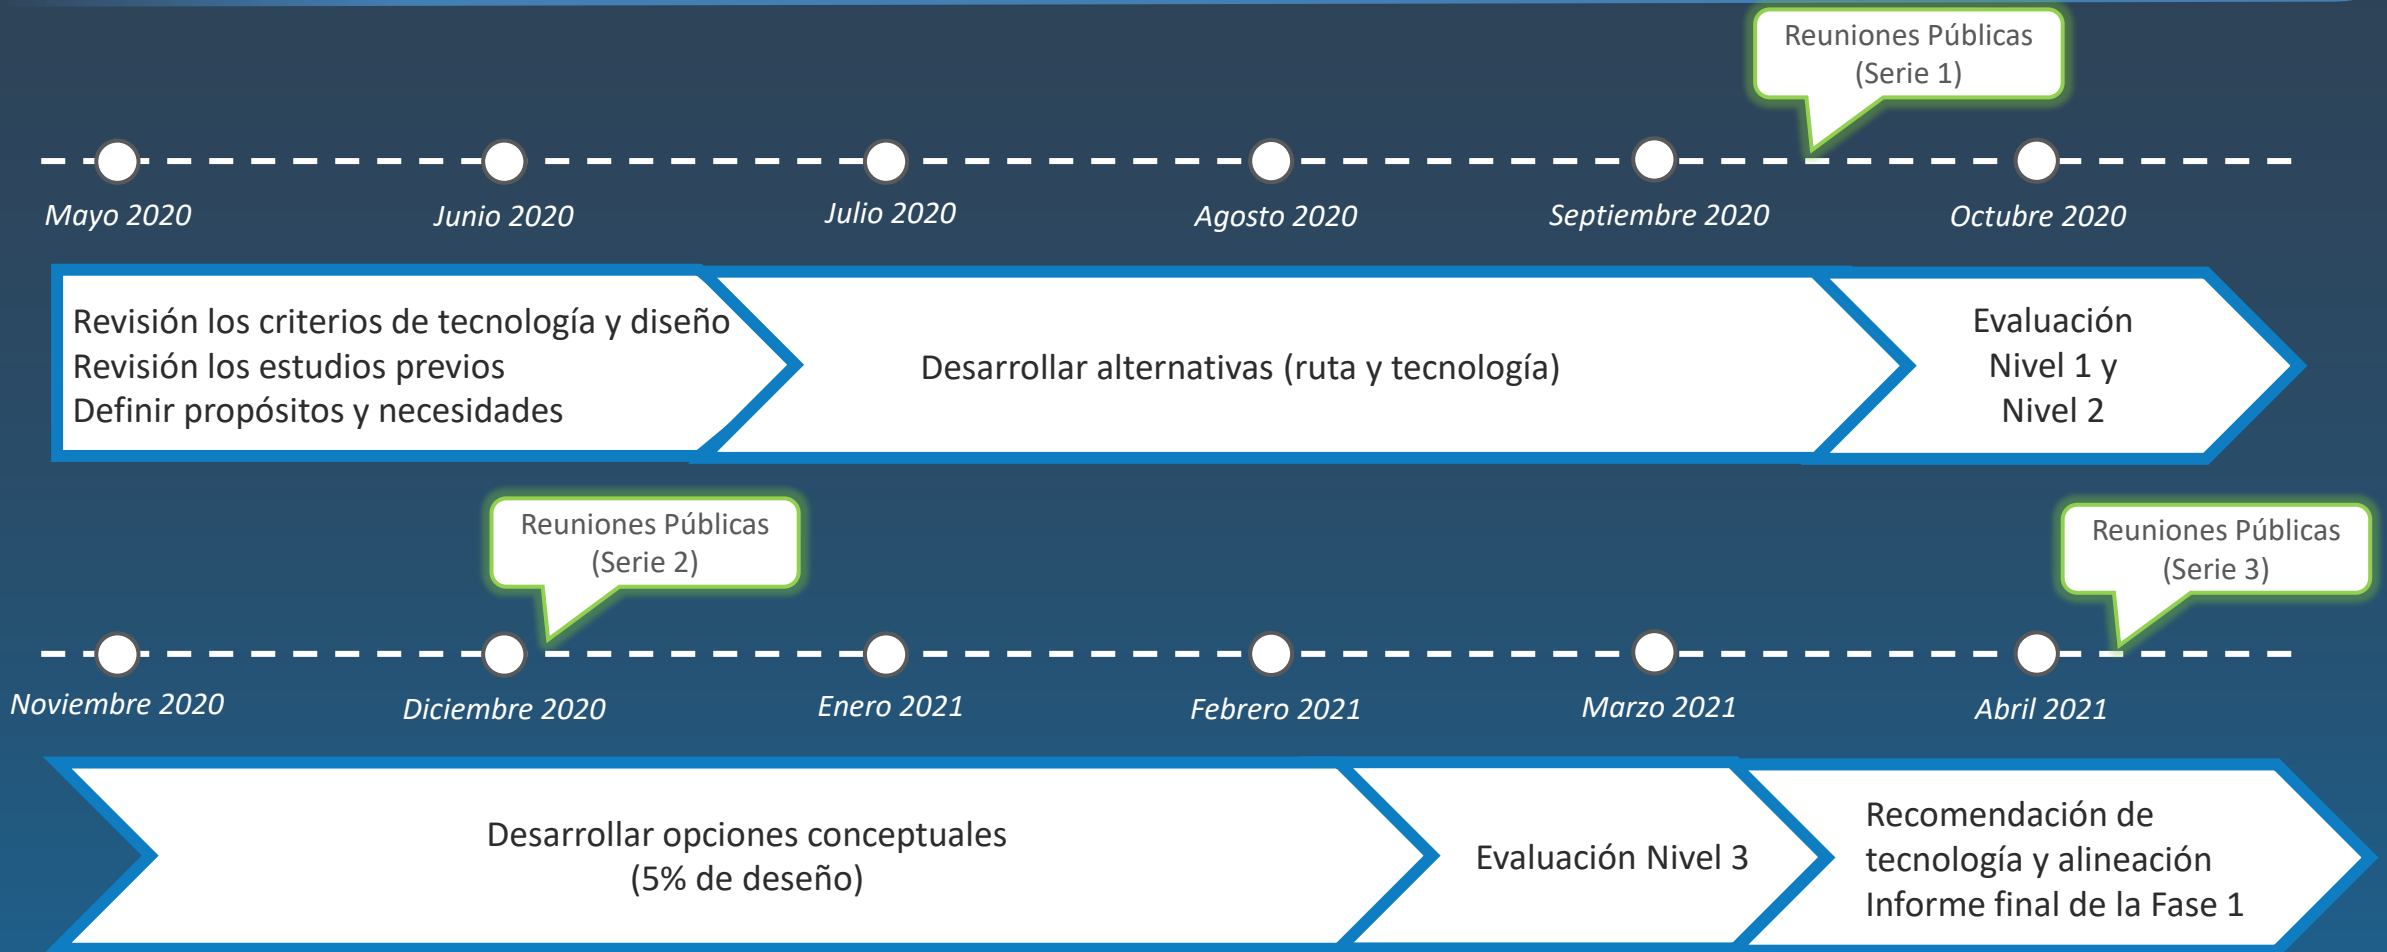 Reuniones Públicas
(Serie 1)
Mayo 2020
Junio 2020
Julio 2020
Agosto 2020
Septiembre 2020
Octubre 2020
Revisión los criterios de tecnología y diseño
Revisión los estudios previos
Definir propósitos y necesidades
Desarrollar alternativas (ruta y tecnología)
Evaluación
Nivel 1 y
Nivel 2
Reuniones Públicas
(Serie 2)
Reuniones Públicas
(Serie 3)
Noviembre 2020
Diciembre 2020
Enero 2021
Febrero 2021
Marzo 2021
Abril 2021
Desarrollar opciones conceptuales
(5% de deseño)
Evaluación Nivel 3
Recomendación de
tecnología y alineación
Informe final de la Fase 1